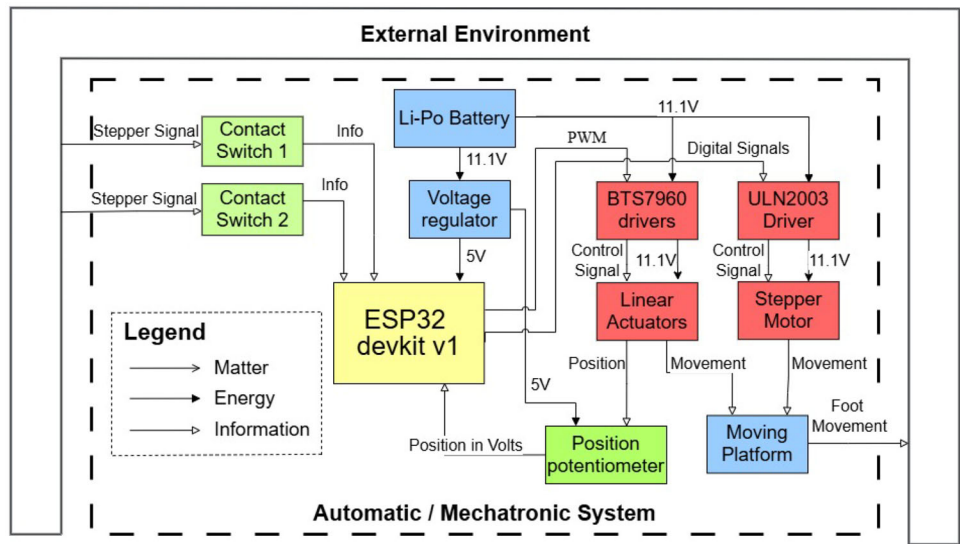 External Environment
Stepper Signal
Contact
Switch 1
Info
Li-Po Battery
11.1V
11.1V
PWM
Digital Signals
Stepper Signal
Contact
Switch 2
Info
Voltage
regulator
BTS7960
drivers
ULN2003
Driver
5V
Control
Signal
11.1V
Control
Signal
11.1V
ESP32
devkit v1
Linear
Actuators
Stepper
Motor
Legend
Matter
Energy
Information
Position
Movement
Movement
5V
Foot
Movement
Position in Volts
Position
potentiometer
Moving
Platform
Automatic / Mechatronic System